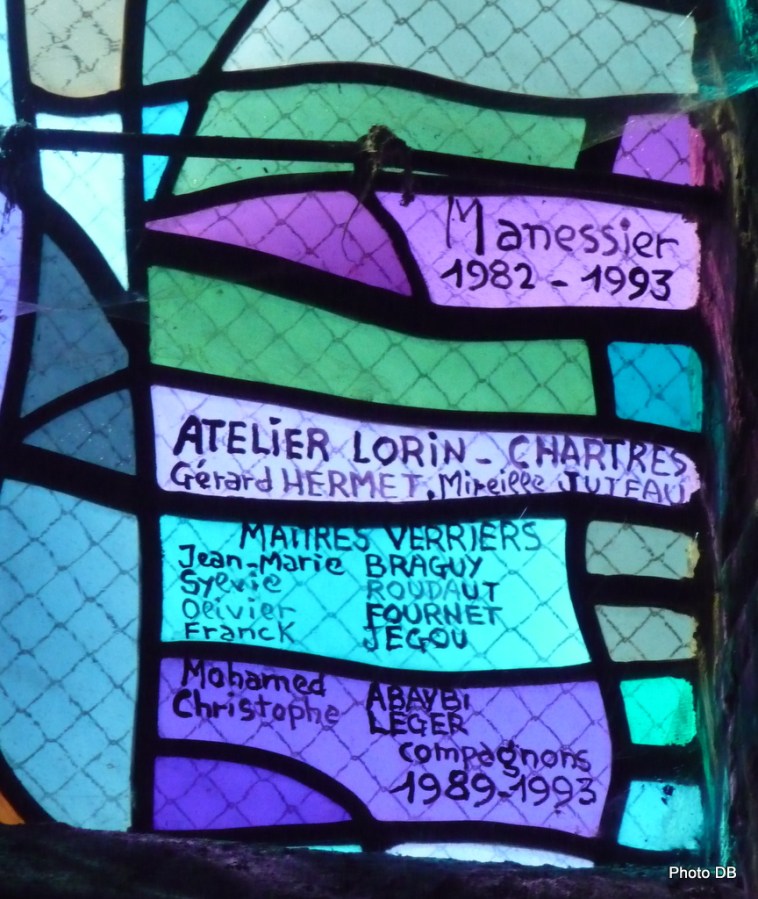 Manessier
1982 - 1993
ATELiER LORiN - CHARTRES
Gérard HERMET, Mireille JUTEAU
MAITRES VERRIERS
Jean-Marie BRAGUY
Sylvie ROUDAUT
Olivier FOURNET
Franck JEGOU
Mohamed ABAYBi
Christophe LEGER
compagnons
1989-1993
Photo DB